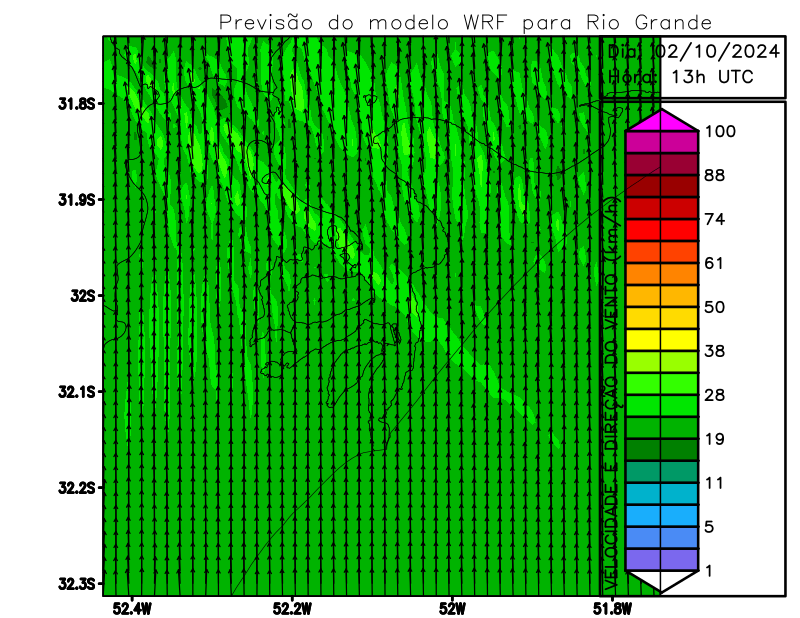 Previsão do modelo WRF para Rio Grande
Dia: 02/10/2024
Hora: 13h UTC
31.8S
31.9S
32S
32.1S
32.2S
32.3S
52.4W
52.2W
52W
51.8W
VELOCIDADE E DIREÇÃO DO VENTO (km/h)
100
88
74
61
50
38
28
19
11
5
1